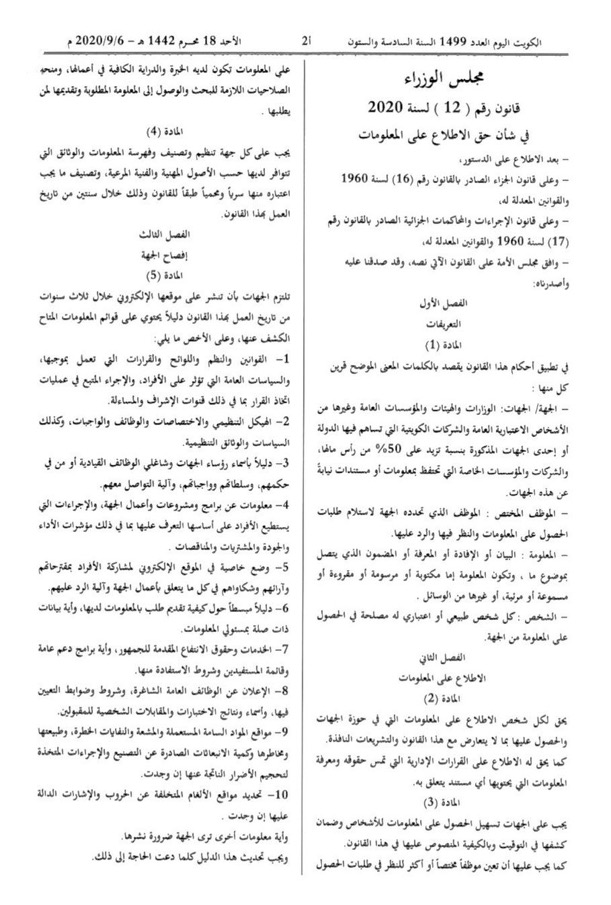 الكويت اليوم العدد 1499 السنة السادسة والستون
2أ
الأحد 18 محرم 1442 هـ – 2020/9/6 م
مجلس الوزراء
قانون رقم ( 12 ) لسنة 2020
في شأن حق الاطلاع على المعلومات
– بعد الاطلاع على الدستور،
– وعلى قانون الجزاء الصادر بالقانون رقم (16) لسنة 1960
والقوانين المعدلة له،
– وعلى قانون الإجراءات والمحاكمات الجزائية الصادر بالقانون رقم
(17) لسنة 1960 والقوانين المعدلة له،
– وافق مجلس الأمة على القانون الآتي نصه، وقد صدقنا عليه
وأصدرناه:
الفصل الأول
التعريفات
المادة (1)
في تطبيق أحكام هذا القانون يقصد بالكلمات المعنى الموضح قرين
كل منها :
– الجهة/ الجهات: الوزارات والهيئات والمؤسسات العامة وغيرها من
الأشخاص الاعتبارية العامة والشركات الكويتية التي تساهم فيها الدولة
أو إحدى الجهات المذكورة بنسبة تزيد على 50% من رأس مالها،
والشركات والمؤسسات الخاصة التي تحتفظ بمعلومات أو مستندات نيابةً
عن هذه الجهات.
– الموظف المختص : الموظف الذي تحدده الجهة لاستلام طلبات
الحصول على المعلومات والنظر فيها والرد عليها.
– المعلومة : البيان أو الإفادة أو المعرفة أو المضمون الذي يتصل
بموضوع ما ، وتكون المعلومة إما مكتوبة أو مرسومة أو مقروءة أو
مسموعة أو مرئية، أو غيرها من الوسائل .
– الشخص : كل شخص طبيعي أو اعتباري له مصلحة في الحصول
على المعلومة من الجهة.
الفصل الثاني
الاطلاع على المعلومات
المادة (2)
يحق لكل شخص الاطلاع على المعلومات التي في حوزة الجهات
والحصول عليها بما لا يتعارض مع هذا القانون والتشريعات النافذة.
كما يحق له الاطلاع على القرارات الإدارية التي تمس حقوقه ومعرفة
المعلومات التي يحتويها أي مستند يتعلق به.
المادة (3)
يجب على الجهات تسهيل الحصول على المعلومات للأشخاص وضمان
كشفها في التوقيت وبالكيفية المنصوص عليها في هذا القانون.
كما يجب عليها أن تعين موظفاً مختصاً أو أكثر للنظر في طلبات الحصول
على المعلومات تكون لديه الخبرة والدراية الكافية في أعمالها، ومنحهِ
الصلاحيات اللازمة للبحث والوصول إلى المعلومة المطلوبة وتقديمها لمن
يطلبها .
المادة (4)
يجب على كل جهة تنظيم وتصنيف وفهرسة المعلومات والوثائق التي
تتوافر لديها حسب الأصول المهنية والفنية المرعية، وتصنيف ما يجب
اعتباره منها سرياً ومحمياً طبقاً للقانون وذلك خلال سنتين من تاريخ
العمل بهذا القانون.
الفصل الثالث
إفصاح الجهة
المادة (5)
تلتزم الجهات بأن تنشر على موقعها الإلكتروني خلال ثلاث سنوات
من تاريخ العمل بهذا القانون دليلاً يحتوي على قوائم المعلومات المتاح
الكشف عنها، وعلى الأخص ما يلي:
1– القوانين والنظم واللوائح والقرارات التي تعمل بموجبها،
والسياسات العامة التي تؤثر على الأفراد، والإجراء المتبع في عمليات
اتخاذ القرار بما في ذلك قنوات الإشراف والمساءلة.
2– الهيكل التنظيمي والاختصاصات والوظائف والواجبات، وكذلك
السياسات والوثائق التنظيمية.
3– دليلاً بأسماء رؤساء الجهات وشاغلي الوظائف القيادية أو من في
حكمهم، وسلطاتهم وواجباتهم، وآلية التواصل معهم.
4– معلومات عن برامج ومشروعات وأعمال الجهة، والإجراءات التي
يستطيع الأفراد على أساسها التعرف عليها بما في ذلك مؤشرات الأداء
والجودة والمشتريات والمناقصات .
5– وضع خاصية في الموقع الإلكتروني لمشاركة الأفراد بمقترحاتهم
وآرائهم وشكاواهم في كل ما يتعلق بأعمال الجهة وآلية الرد عليهم.
6– دليلاً مبسطاً حول كيفية تقديم طلب بالمعلومات لديها، وأية بيانات
ذات صلة بمسئولي المعلومات.
7– الخدمات وحقوق الانتفاع المقدمة للجمهور، وأية برامج دعم عامة
وقائمة المستفيدين وشروط الاستفادة منها.
8– الإعلان عن الوظائف العامة الشاغرة، وشروط وضوابط التعيين
فيها، وأسماء ونتائج الاختبارات والمقابلات الشخصية للمقبولين.
9– مواقع المواد السامة المستعملة والمشعة والنفايات الخطرة، وطبيعتها
ومخاطرها وكمية الانبعاثات الصادرة عن التصنيع والإجراءات المتخذة
لتحجيم الأضرار الناتجة عنها إن وجدت.
10– تحديد مواقع الألغام المتخلفة عن الحروب والإشارات الدالة
عليها إن وجدت .
وأية معلومات أخرى ترى الجهة ضرورة نشرها.
ويجب تحديث هذا الدليل كلما دعت الحاجة إلى ذلك.